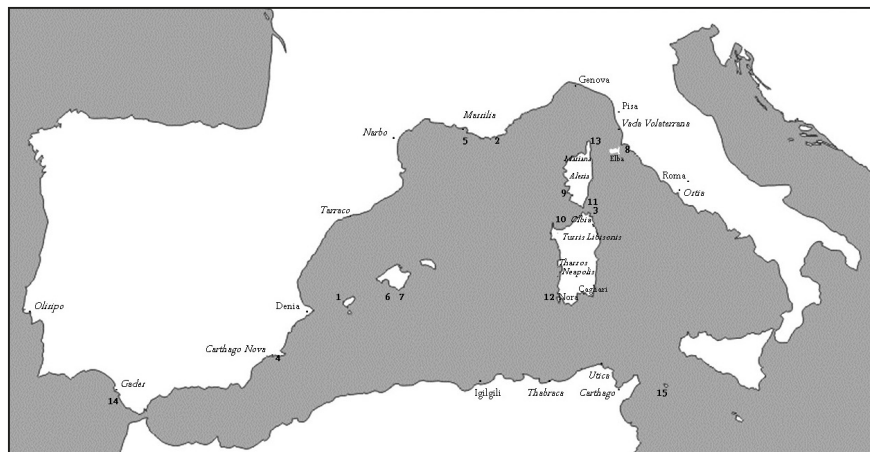 Genova
Pisa
Massilia
Vada Volaterrana
Narbo
5
2
13
8
Mariana
Elba
Aleria
Roma
9
Ostia
11
Tarraco
10
3
Olbia
Turris Libisonis
Tharros
Neapolis
1
6
7
12
Nora
Cagliari
Olisipo
Denia
Carthago Nova
4
Utica
Gades
Igilgili
Thabraca
Carthago
15
14